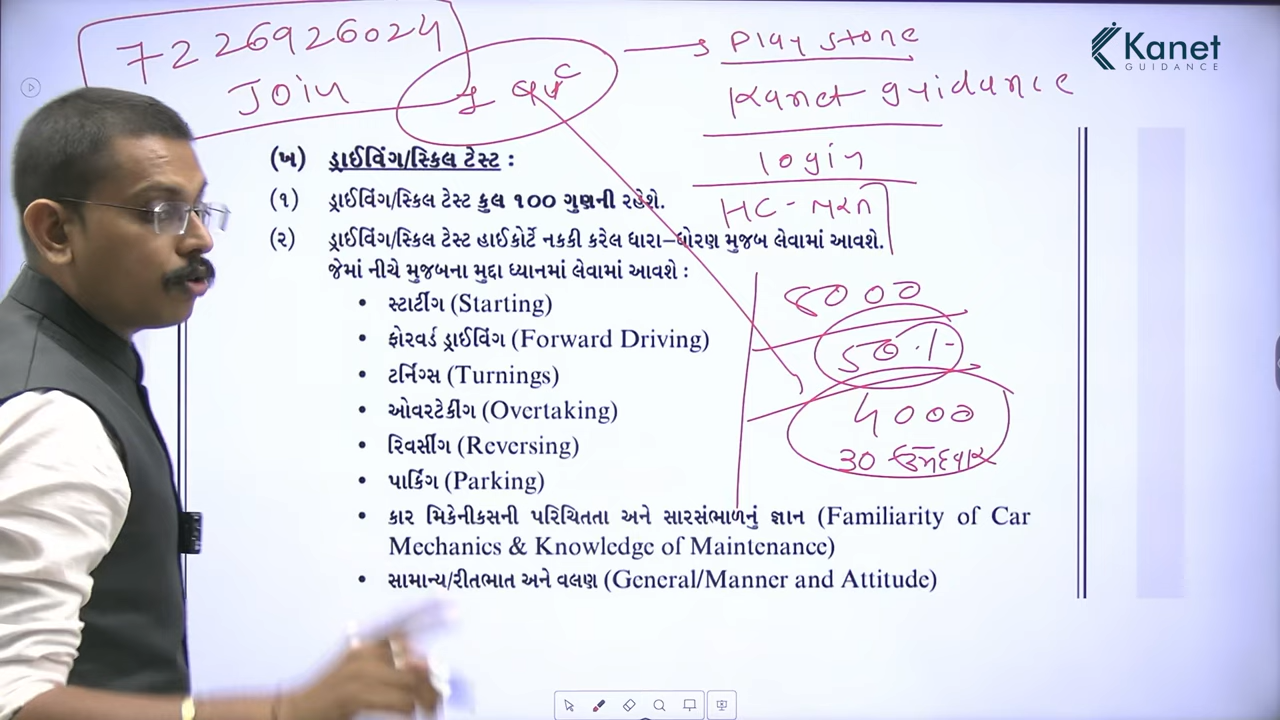 7226926024
Join
Play store
Kanet guidance
login
HC - ભરતી
Kanet
GUIDANCE
(ખ) ડ્રાઈવિંગ/સ્કિલ ટેસ્ટ :
(૧) ડ્રાઈવિંગ/સ્કિલ ટેસ્ટ કુલ ૧૦૦ ગુણની રહેશે.
(૨) ડ્રાઈવિંગ/સ્કિલ ટેસ્ટ હાઈકોર્ટે નકકી કરેલ ધારા–ધોરણ મુજબ લેવામાં આવશે.
જેમાં નીચે મુજબના મુદ્દા ધ્યાનમાં લેવામાં આવશે :
• સ્ટાર્ટીગ (Starting)
• ફોરવર્ડ ડ્રાઈવિંગ (Forward Driving)
• ટર્નિગ્સ (Turnings)
• ઓવરટેકીંગ (Overtaking)
• રિવર્સીગ (Reversing)
• પાર્કિંગ (Parking)
• કાર મિકેનીકસની પરિચિતતા અને સારસંભાળનું જ્ઞાન (Familiarity of Car
Mechanics & Knowledge of Maintenance)
• સામાન્ય/રીતભાત અને વલણ (General/Manner and Attitude)
8000
50%
4000
30 ઉમેદવાર